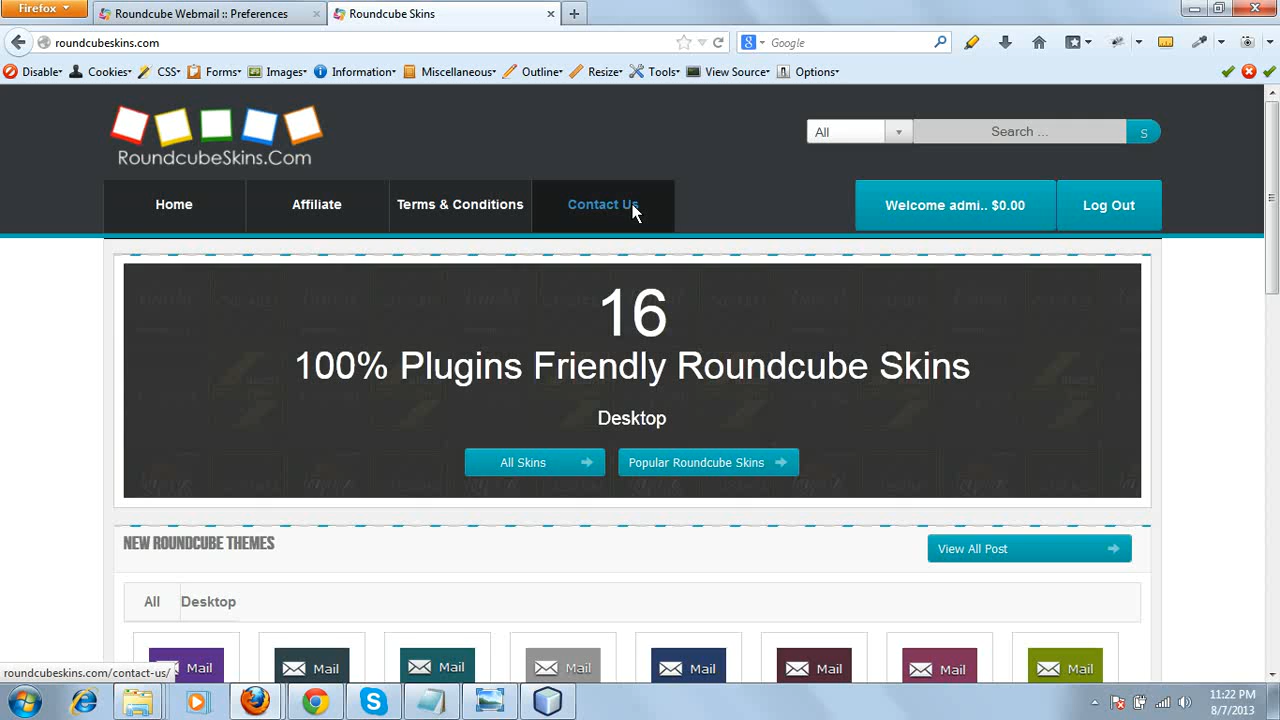 Firefox
Roundcube Webmail :: Preferences
Roundcube Skins
roundcubeskins.com
Google
Disable
Cookies
CSS
Forms
Images
Information
Miscellaneous
Outline
Resize
Tools
View Source
Options
RoundcubeSkins.Com
All
Search ...
S
Home
Affiliate
Terms & Conditions
Contact Us
Welcome admi.. $0.00
Log Out
16
100% Plugins Friendly Roundcube Skins
Desktop
All Skins
Popular Roundcube Skins
NEW ROUNDCUBE THEMES
View All Post
All
Desktop
Mail
Mail
Mail
Mail
Mail
Mail
Mail
Mail
roundcubeskins.com/contact-us/
11:22 PM
8/7/2013